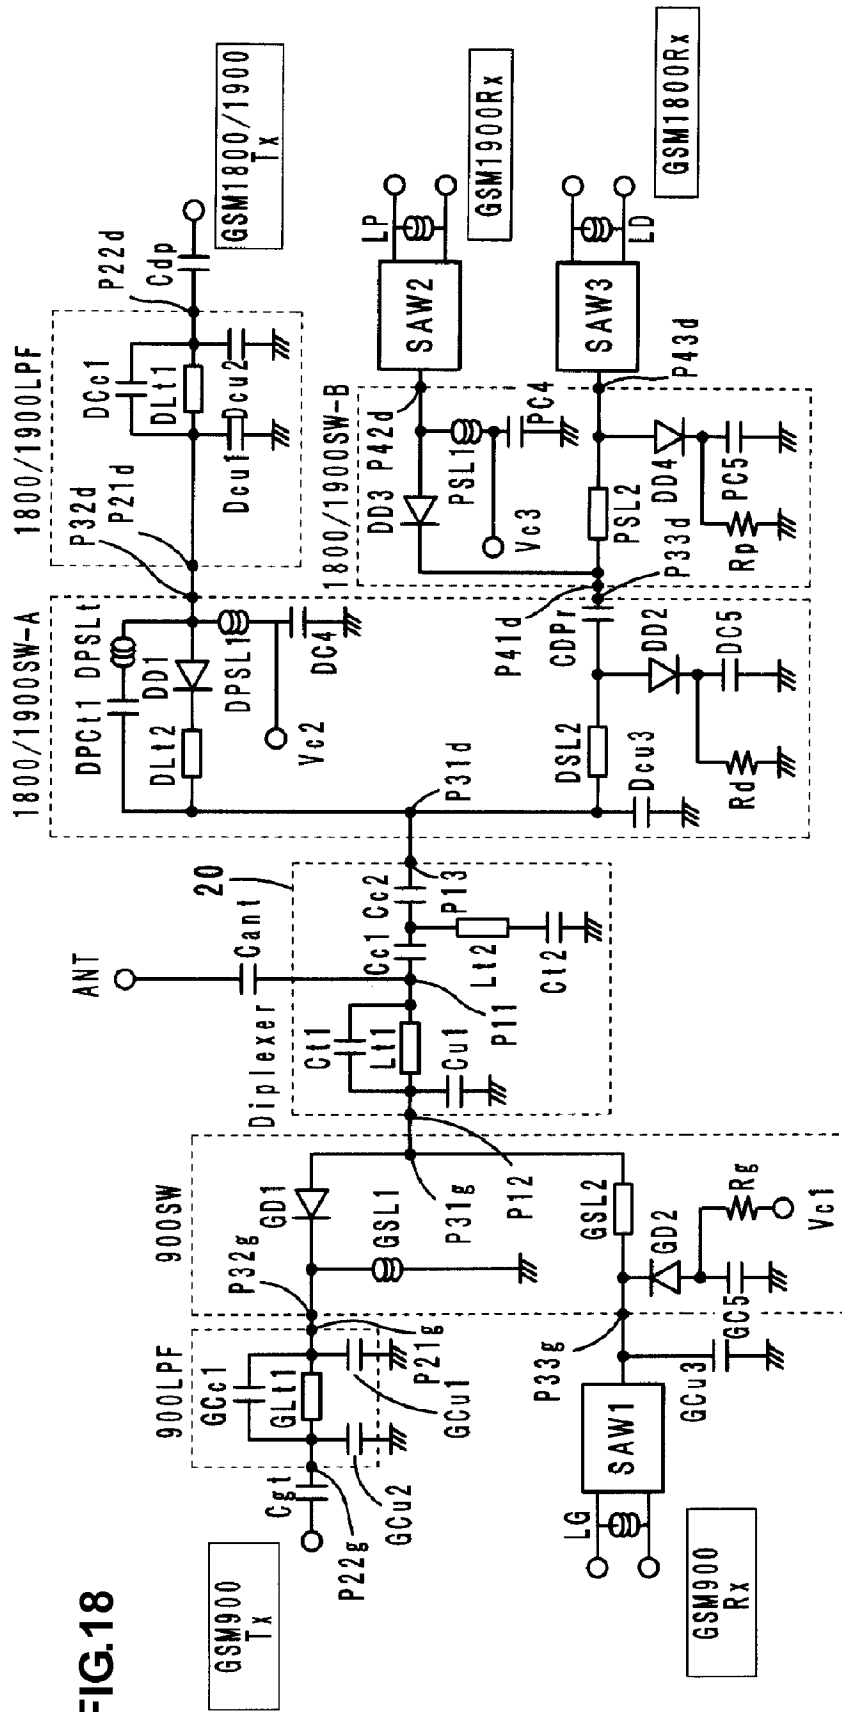 FIG.18
GSM900
Tx
Cgt
P22g
GCu2
900LPF
GCc1
GLt1
GCu1
P21g
P32g
900SW
GD1
GSL1
P31g
P12
GSL2
GD2
Rg
Vc1
GC5
P33g
GCu3
SAW1
LG
GSM900
Rx
Diplexer
20
ANT
Cant
Ct1
Lt1
Cu1
P11
Cc1
Cc2
Lt2
Ct2
P13
P31d
1800/1900SW-A
DPCt1
DPSLt
DD1
DLt2
DPSL1
Vc2
DC4
DSL2
Dcu3
CDPr
DD2
DC5
Rd
P41d
P33d
P32d
P21d
1800/1900LPF
DCc1
DLt1
Dcu1
Dcu2
P22d
Cdp
GSM1800/1900
Tx
1800/1900SW-B
DD3
P42d
PSL1
PC4
Vc3
PSL2
DD4
PC5
Rp
P43d
SAW2
LP
GSM1900Rx
SAW3
LD
GSM1800Rx